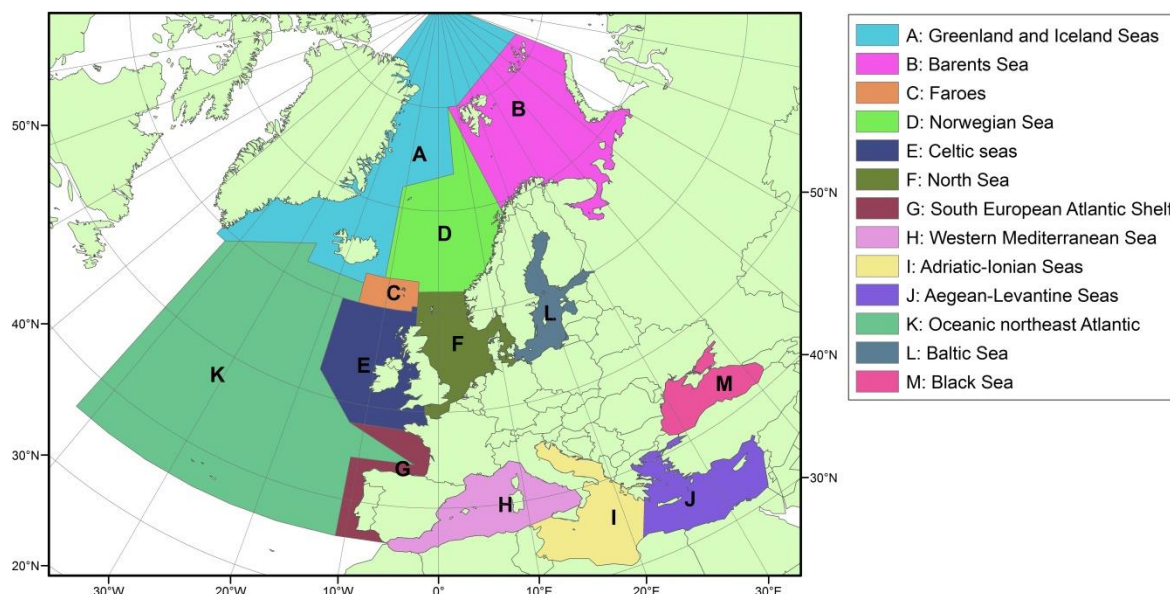 A: Greenland and Iceland Seas
B: Barents Sea
C: Faroes
D: Norwegian Sea
E: Celtic seas
F: North Sea
G: South European Atlantic Shelf
H: Western Mediterranean Sea
I: Adriatic-Ionian Seas
J: Aegean-Levantine Seas
K: Oceanic northeast Atlantic
L: Baltic Sea
M: Black Sea
B
50°N
A
50°N
D
C
L
40°N
F
40°N
E
K
M
30°N
G
30°N
J
H
I
20°N
30°W
20°W
10°W
0°
10°E
20°E
30°E